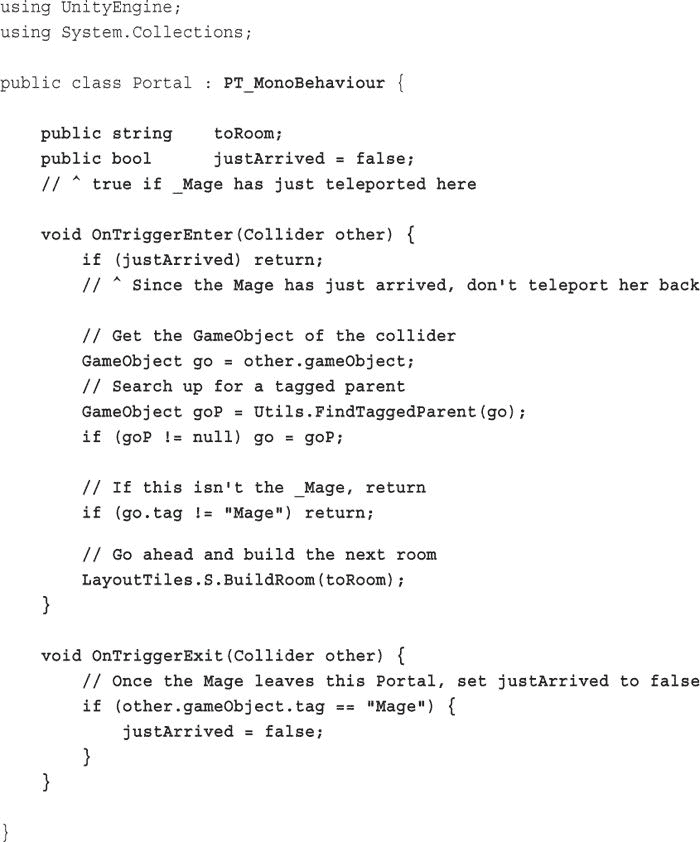 using UnityEngine;
using System.Collections;
public class Portal : PT_MonoBehaviour {
public string    toRoom;
public bool      justArrived = false;
// ^ true if _Mage has just teleported here
void OnTriggerEnter(Collider other) {
if (justArrived) return;
// ^ Since the Mage has just arrived, don't teleport her back
// Get the GameObject of the collider
GameObject go = other.gameObject;
// Search up for a tagged parent
GameObject goP = Utils.FindTaggedParent(go);
if (goP != null) go = goP;
// If this isn't the _Mage, return
if (go.tag != "Mage") return;
// Go ahead and build the next room
LayoutTiles.S.BuildRoom(toRoom);
}
void OnTriggerExit(Collider other) {
// Once the Mage leaves this Portal, set justArrived to false
if (other.gameObject.tag == "Mage") {
justArrived = false;
}
}
}